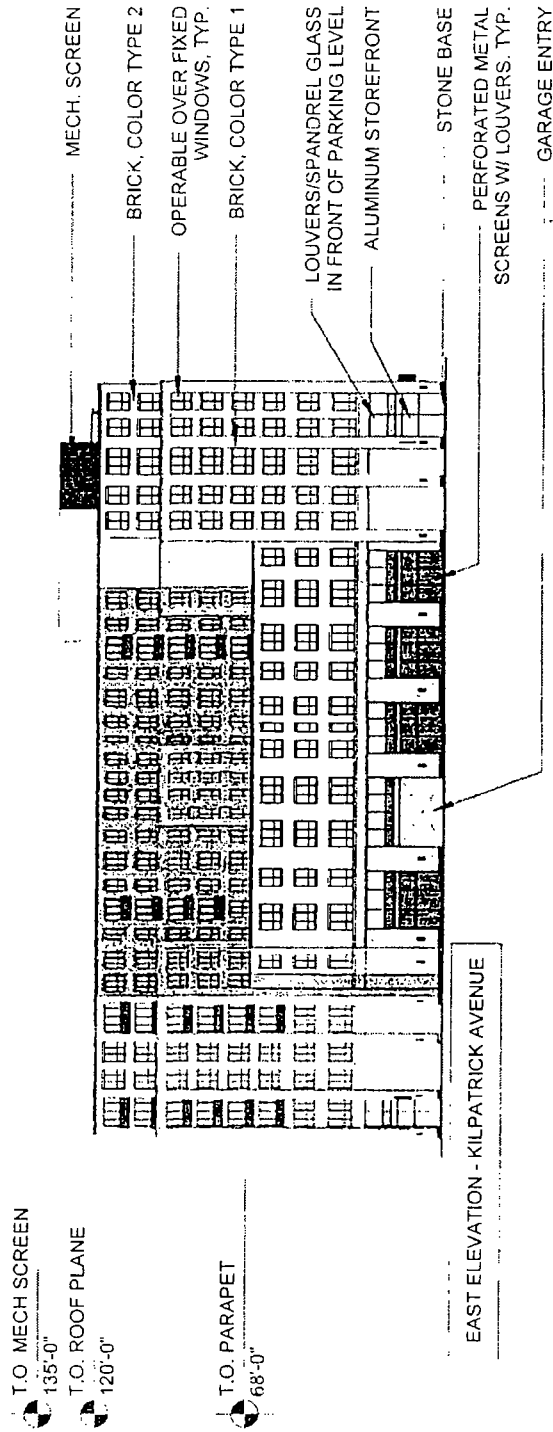 T.O. MECH SCREEN
135'-0"
T.O. ROOF PLANE
120'-0"
T.O. PARAPET
68'-0"
EAST ELEVATION - KILPATRICK AVENUE
MECH. SCREEN
BRICK, COLOR TYPE 2
OPERABLE OVER FIXED
WINDOWS, TYP.
BRICK, COLOR TYPE 1
LOUVERS/SPANDREL GLASS
IN FRONT OF PARKING LEVEL
ALUMINUM STOREFRONT
STONE BASE
PERFORATED METAL
SCREENS W/ LOUVERS, TYP.
GARAGE ENTRY